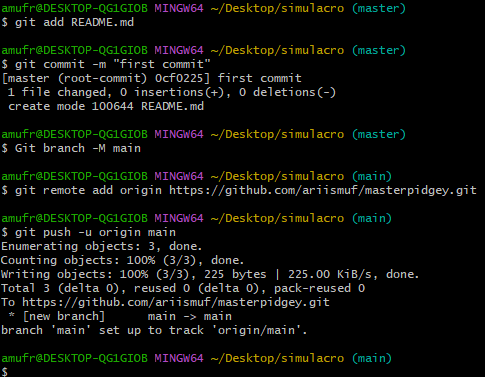 amufr@DESKTOP-QG1GIOB MINGW64 ~/Desktop/simulacro (master)
$ git add README.md
amufr@DESKTOP-QG1GIOB MINGW64 ~/Desktop/simulacro (master)
$ git commit -m "first commit"
[master (root-commit) 0cf0225] first commit
 1 file changed, 0 insertions(+), 0 deletions(-)
 create mode 100644 README.md
amufr@DESKTOP-QG1GIOB MINGW64 ~/Desktop/simulacro (master)
$ Git branch -M main
amufr@DESKTOP-QG1GIOB MINGW64 ~/Desktop/simulacro (main)
$ git remote add origin https://github.com/ariismuf/masterpidgey.git
amufr@DESKTOP-QG1GIOB MINGW64 ~/Desktop/simulacro (main)
$ git push -u origin main
Enumerating objects: 3, done.
Counting objects: 100% (3/3), done.
Writing objects: 100% (3/3), 225 bytes | 225.00 KiB/s, done.
Total 3 (delta 0), reused 0 (delta 0), pack-reused 0
To https://github.com/ariismuf/masterpidgey.git
 * [new branch]      main -> main
branch 'main' set up to track 'origin/main'.
amufr@DESKTOP-QG1GIOB MINGW64 ~/Desktop/simulacro (main)
$